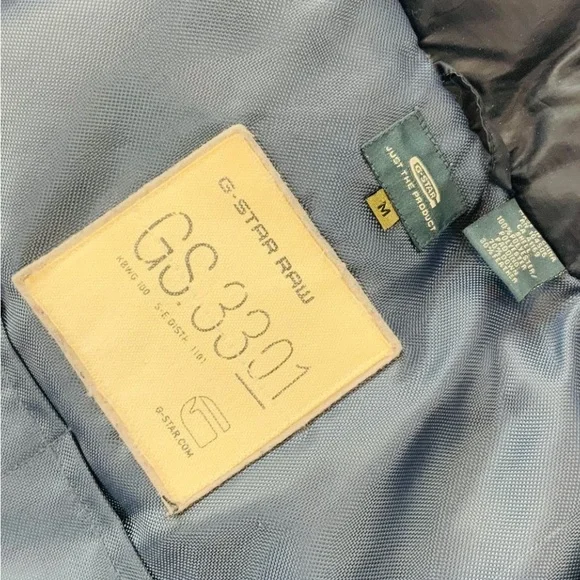 G-STAR RAW
GS.3301
KBWG 100 S.E.DISTR 1101
G-STAR.COM
G-STAR
JUST THE PRODUCT
M